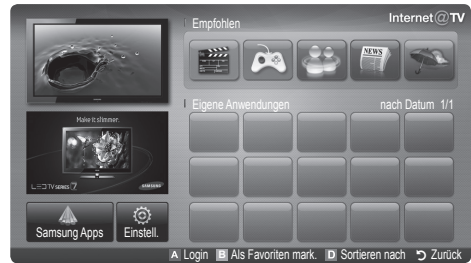 Internet@TV
Empfohlen
NEWS
Eigene Anwendungen nach Datum 1/1
Make it slimmer.
LED TV SERIES 7 SAMSUNG
Samsung Apps Einstell.
A Login B Als Favoriten mark. D Sortieren nach Zurück